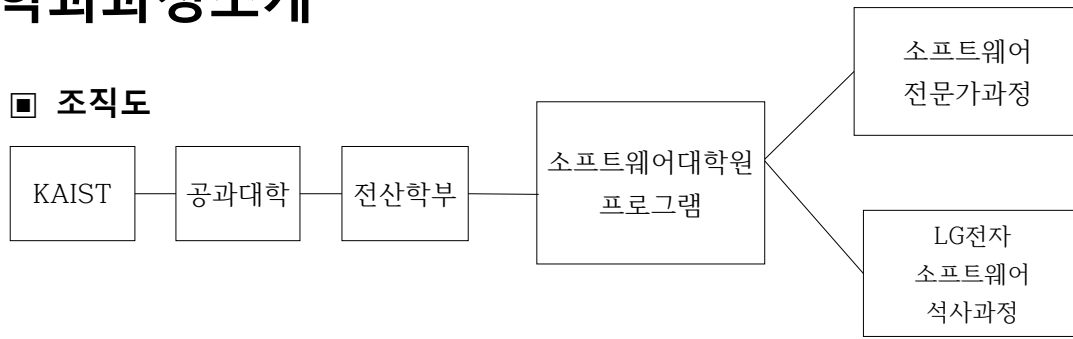 학과과정소개
▣ 조직도
KAIST
공과대학
전산학부
소프트웨어대학원
프로그램
소프트웨어
전문가과정
LG전자
소프트웨어
석사과정